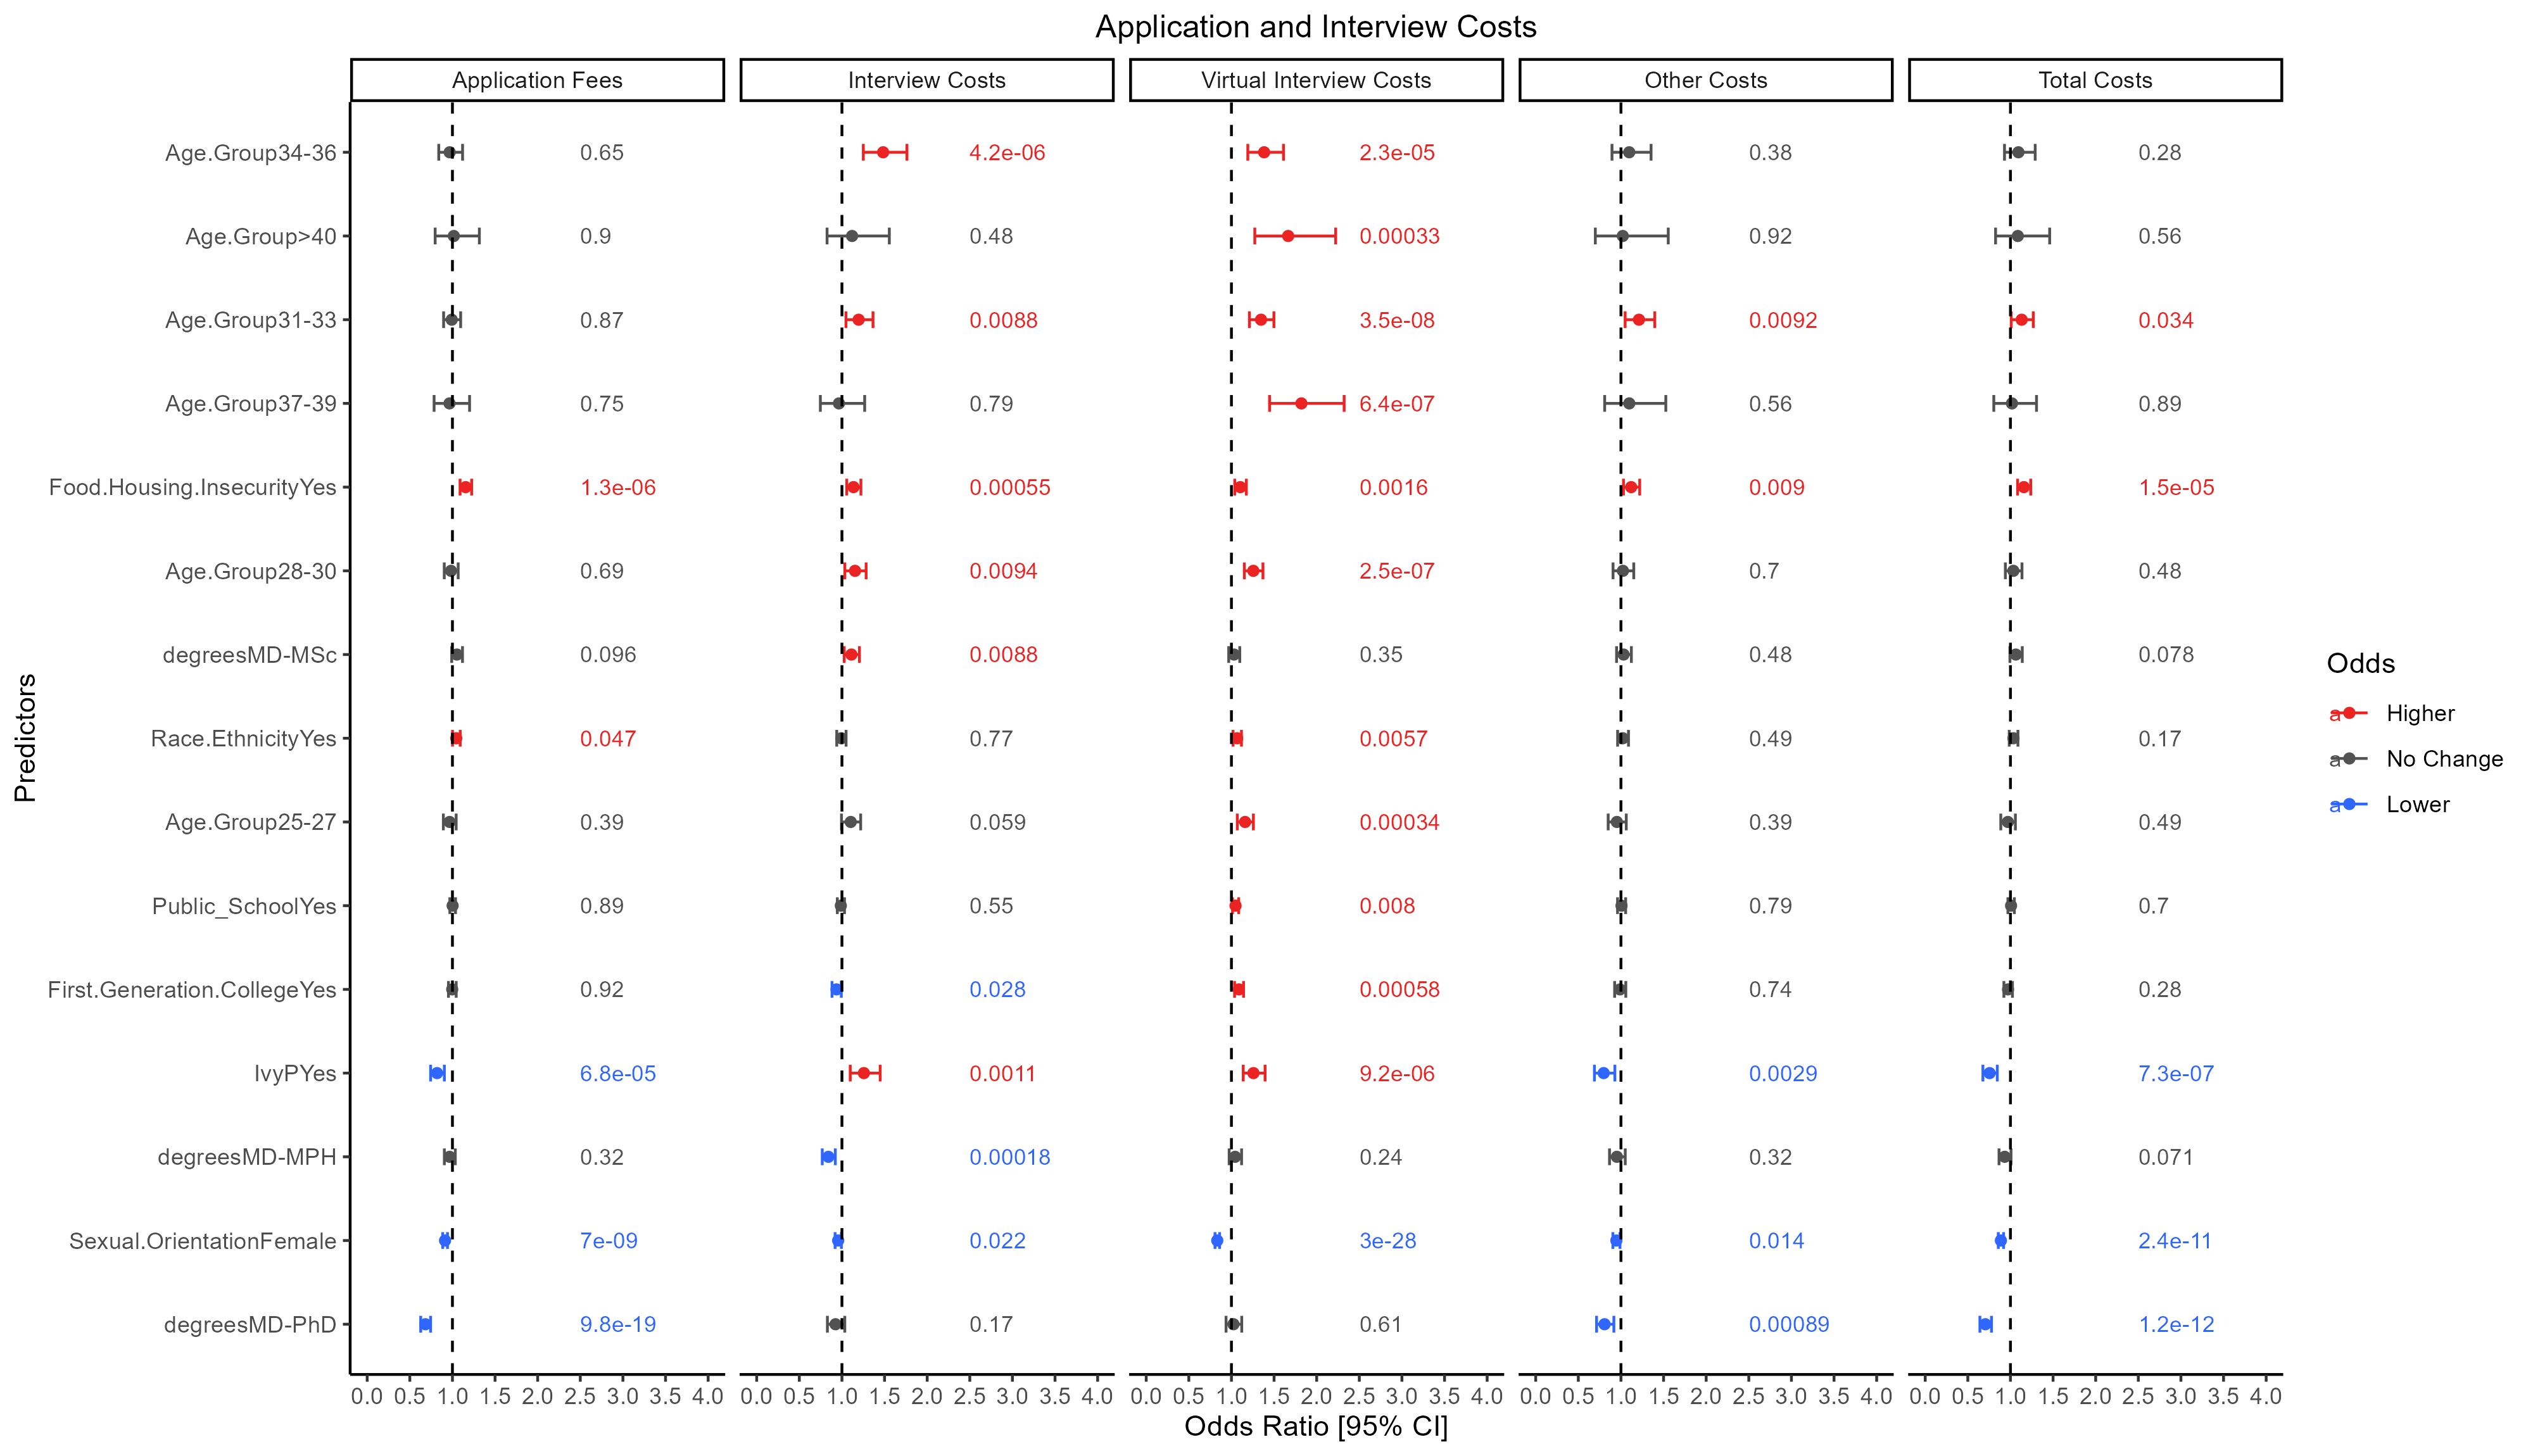 Application and Interview Costs
Application Fees Interview Costs Virtual Interview Costs Other Costs Total Costs
Age.Group34-36 0.65 4.2e-06 2.3e-05 0.38 0.28
Age.Group>40 0.9 0.48 0.00033 0.92 0.56
Age.Group31-33 0.87 0.0088 3.5e-08 0.0092 0.034
Age.Group37-39 0.75 0.79 6.4e-07 0.56 0.89
Food.Housing.InsecurityYes 1.3e-06 0.00055 0.0016 0.009 1.5e-05
Age.Group28-30 0.69 0.0094 2.5e-07 0.7 0.48
degreesMD-MSc 0.096 0.0088 0.35 0.48 0.078
Race.EthnicityYes 0.047 0.77 0.0057 0.49 0.17
Age.Group25-27 0.39 0.059 0.00034 0.39 0.49
Public_SchoolYes 0.89 0.55 0.008 0.79 0.7
First.Generation.CollegeYes 0.92 0.028 0.00058 0.74 0.28
IvyPYes 6.8e-05 0.0011 9.2e-06 0.0029 7.3e-07
degreesMD-MPH 0.32 0.00018 0.24 0.32 0.071
Sexual.OrientationFemale 7e-09 0.022 3e-28 0.014 2.4e-11
degreesMD-PhD 9.8e-19 0.17 0.61 0.00089 1.2e-12
0.0 0.5 1.0 1.5 2.0 2.5 3.0 3.5 4.0 0.0 0.5 1.0 1.5 2.0 2.5 3.0 3.5 4.0 0.0 0.5 1.0 1.5 2.0 2.5 3.0 3.5 4.0 0.0 0.5 1.0 1.5 2.0 2.5 3.0 3.5 4.0 0.0 0.5 1.0 1.5 2.0 2.5 3.0 3.5 4.0
Odds Ratio [95% CI]
Predictors
Odds
a Higher
a No Change
a Lower